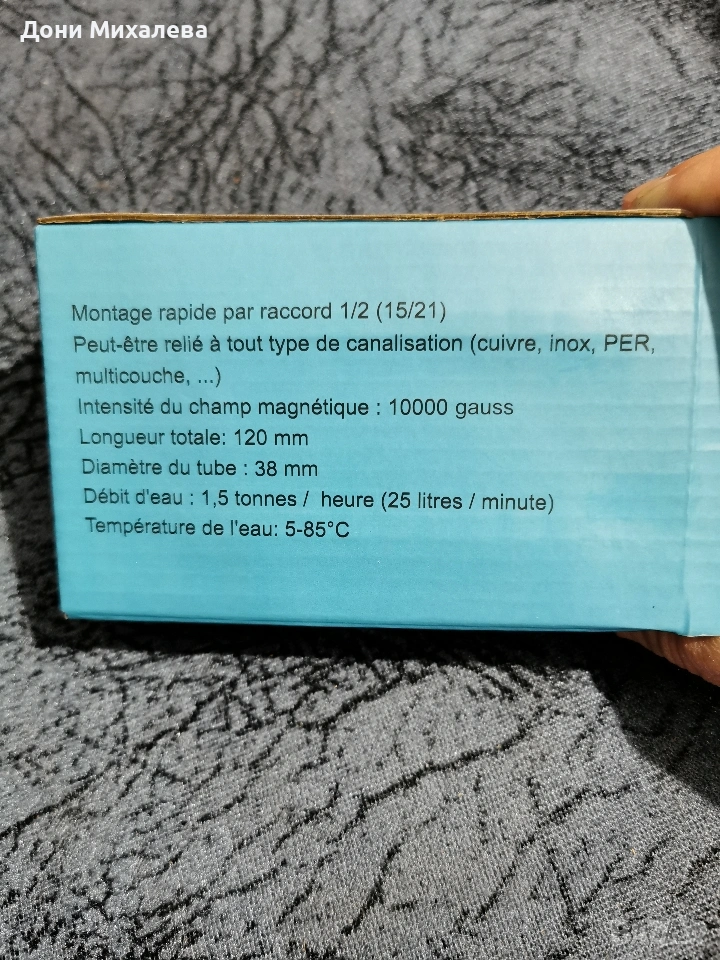 Дони Михалева
Montage rapide par raccord 1/2 (15/21)
Peut-être relié à tout type de canalisation (cuivre, inox, PER,
multicouche, ...)
Intensité du champ magnétique : 10000 gauss
Longueur totale: 120 mm
Diamètre du tube : 38 mm
Débit d'eau : 1,5 tonnes / heure (25 litres / minute)
Température de l'eau: 5-85°C